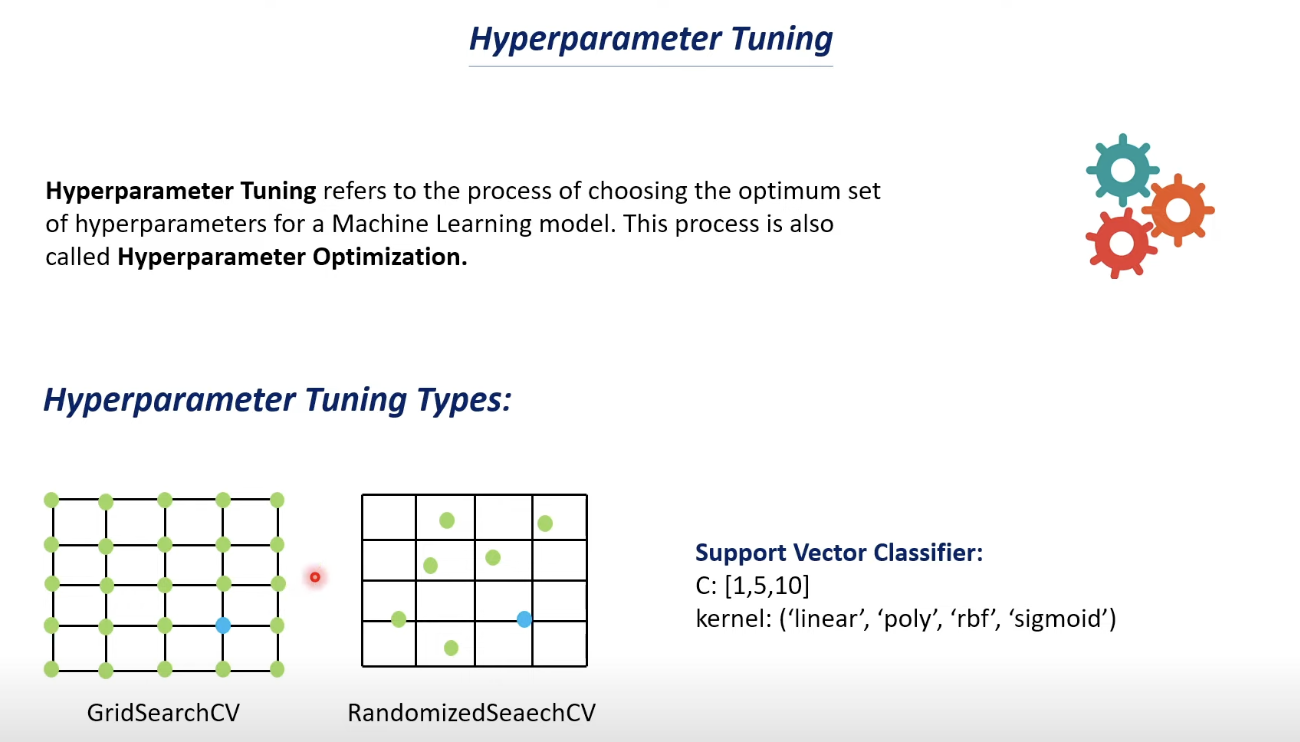 Hyperparameter Tuning
Hyperparameter Tuning refers to the process of choosing the optimum set
of hyperparameters for a Machine Learning model. This process is also
called Hyperparameter Optimization.
Hyperparameter Tuning Types:
GridSearchCV
RandomizedSeaechCV
Support Vector Classifier:
C: [1,5,10]
kernel: (‘linear’, ‘poly’, ‘rbf’, ‘sigmoid’)